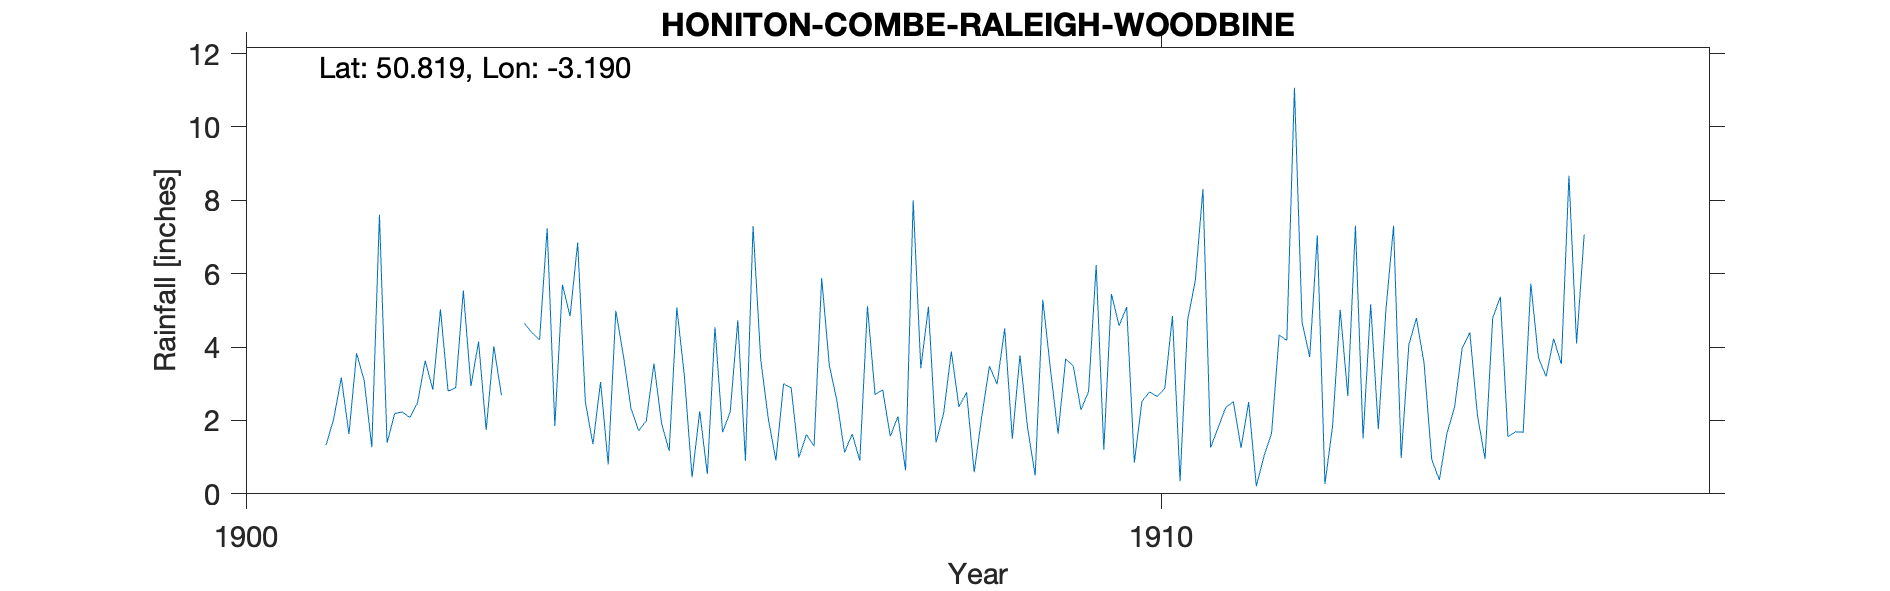 HONITON-COMBE-RALEIGH-WOODBINE
Lat: 50.819, Lon: -3.190
12
10
8
6
4
2
0
Rainfall [inches]
1900
1910
Year